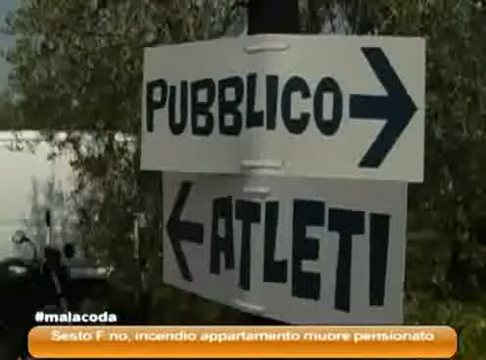 PUBBLICO
ATLETI
#malacoda
Sesto F.no, incendio appartamento muore pensionato